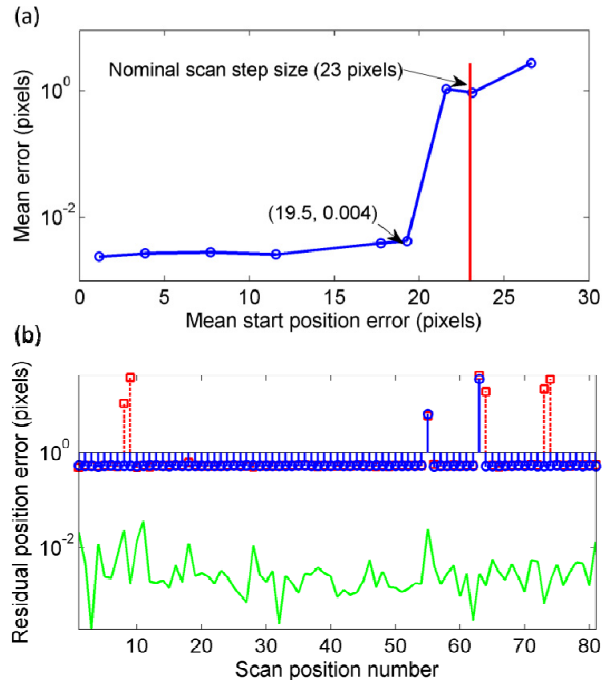 (a)
Nominal scan step size (23 pixels)
10^0
10^-2
(19.5, 0.004)
Mean error (pixels)
0 5 10 15 20 25 30
Mean start position error (pixels)
(b)
10^0
10^-2
Residual position error (pixels)
10 20 30 40 50 60 70 80
Scan position number